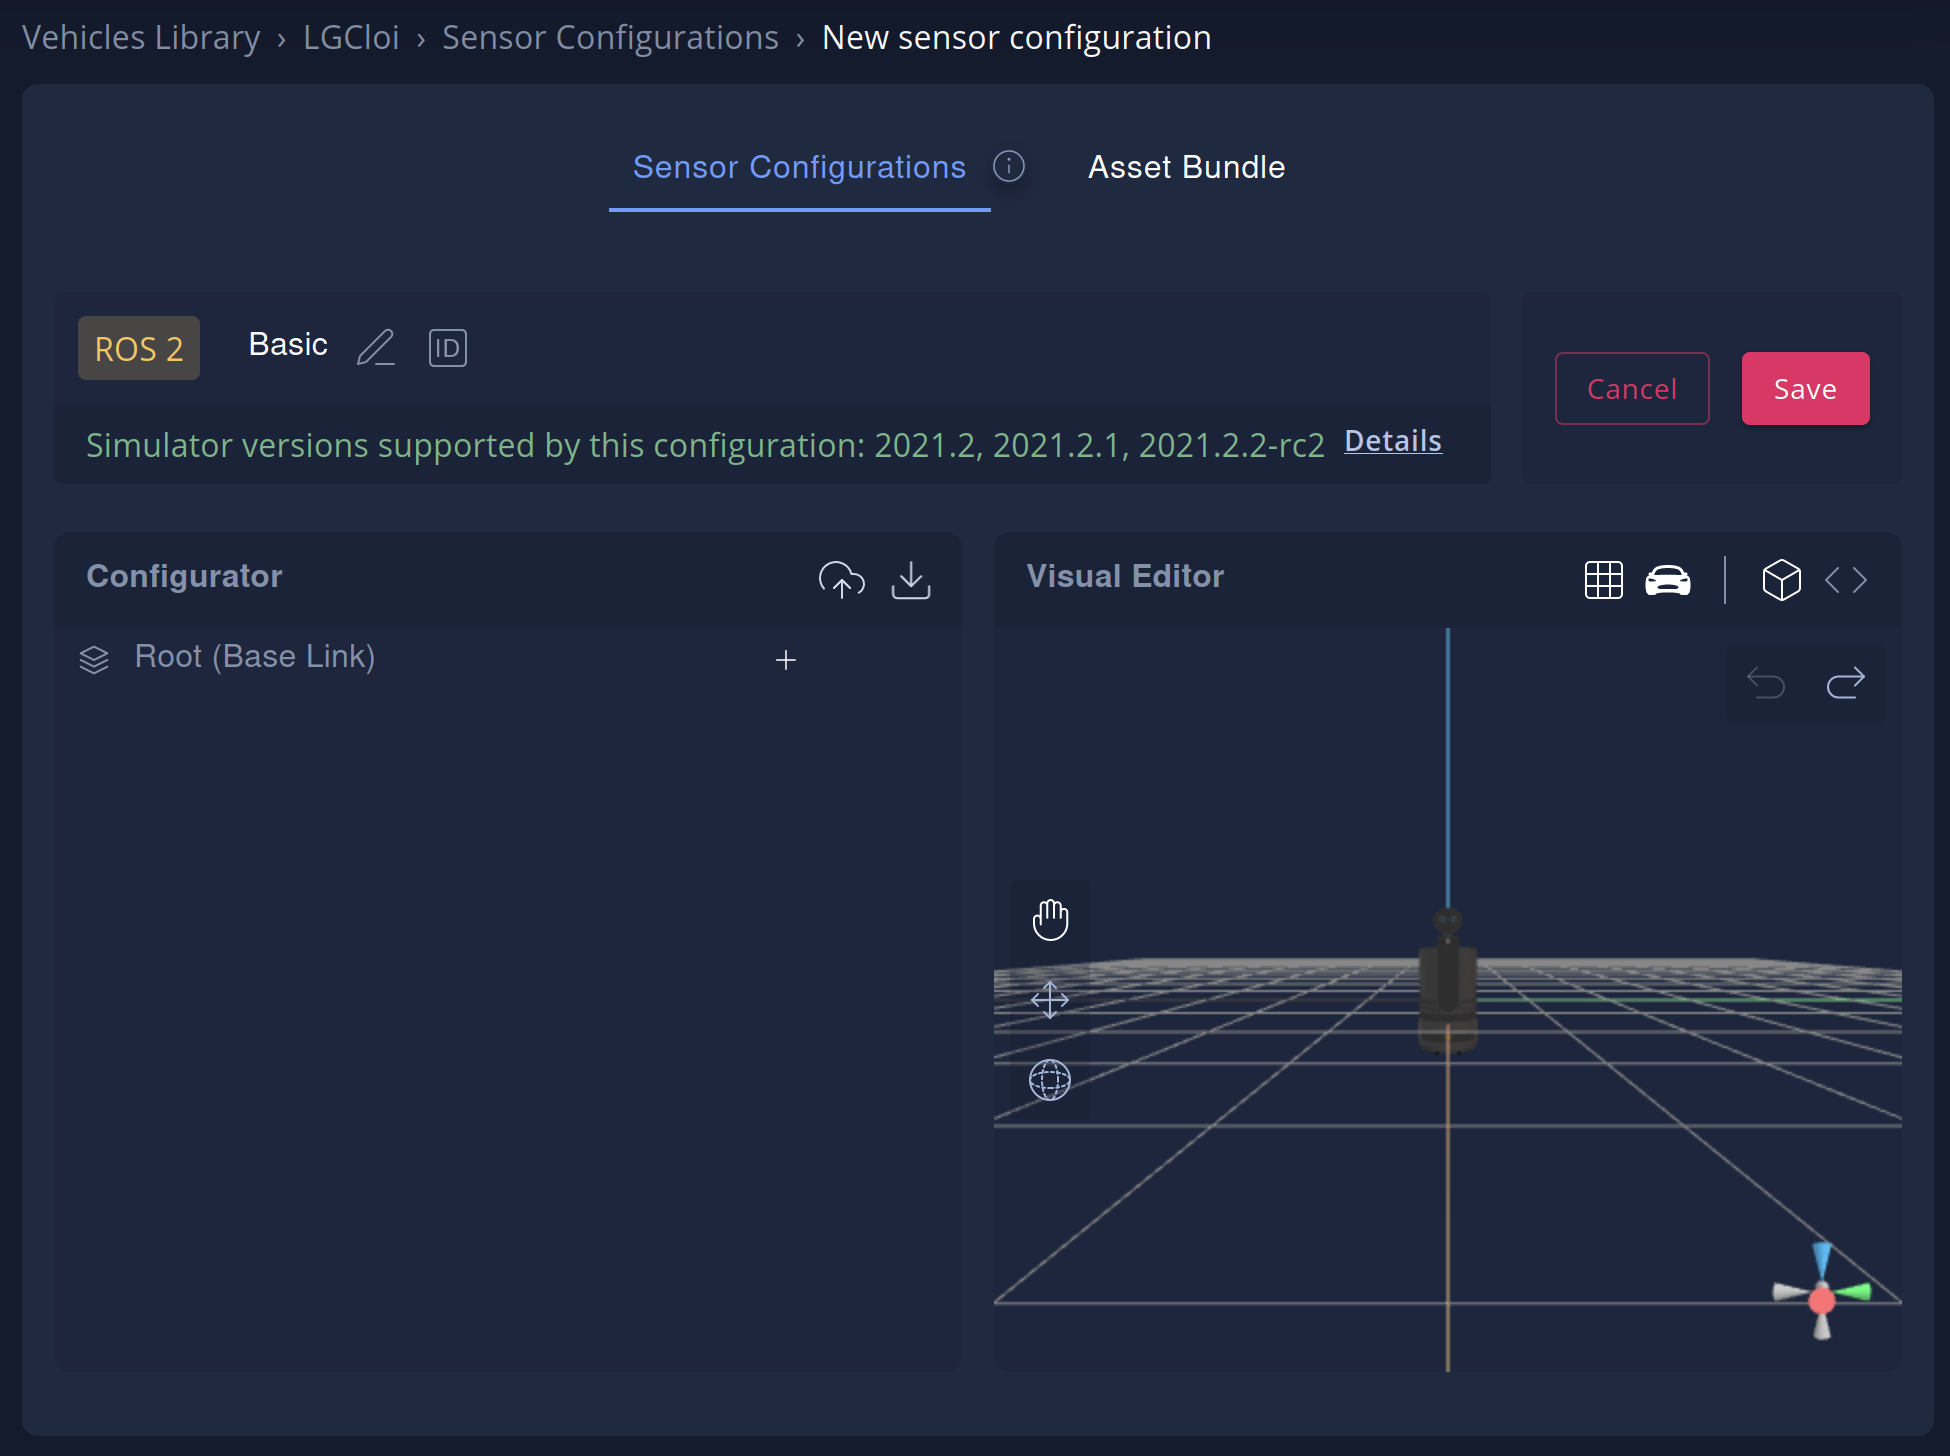 Vehicles Library › LGCloi › Sensor Configurations › New sensor configuration
Sensor Configurations
Asset Bundle
ROS 2
Basic
ID
Cancel
Save
Simulator versions supported by this configuration: 2021.2, 2021.2.1, 2021.2.2-rc2 Details
Configurator
Visual Editor
Root (Base Link)